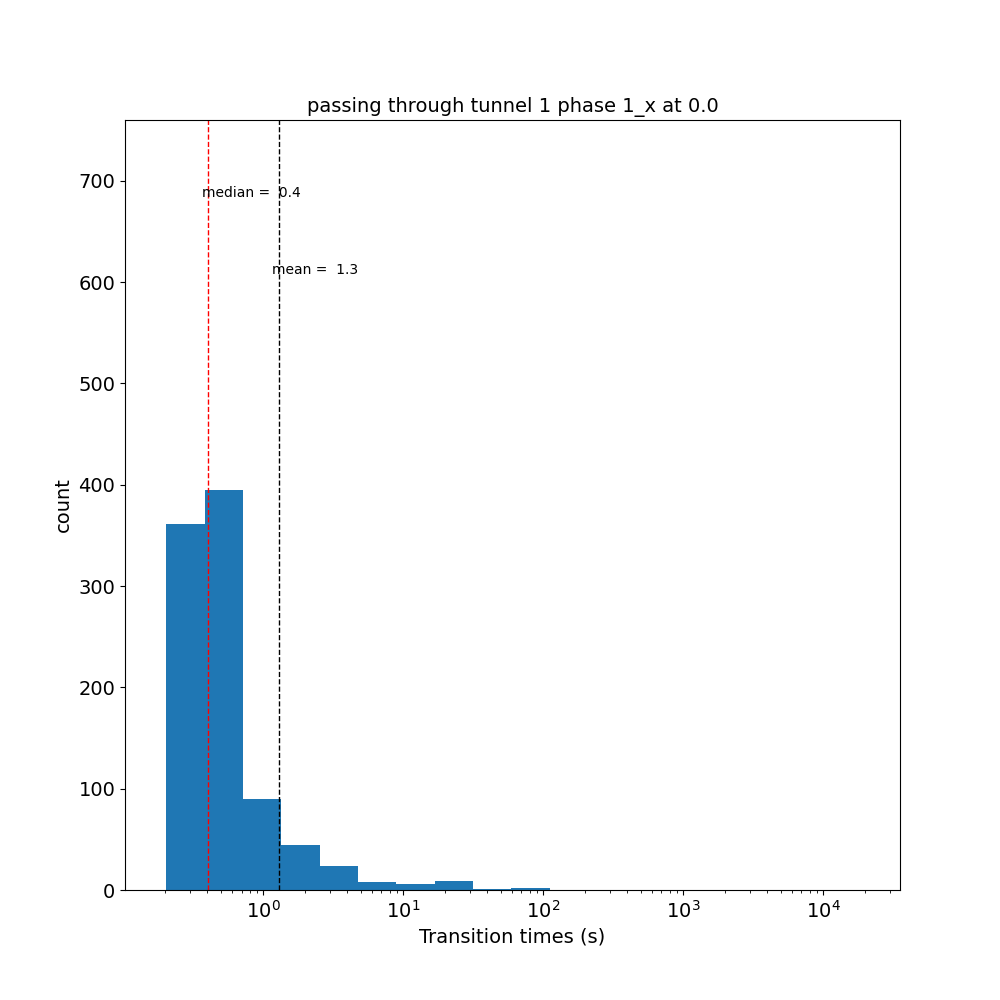 passing through tunnel 1 phase 1_x at 0.0
700
median =  0.4
mean =  1.3
600
500
count
400
300
200
100
0
10^0 10^1 10^2 10^3 10^4
Transition times (s)